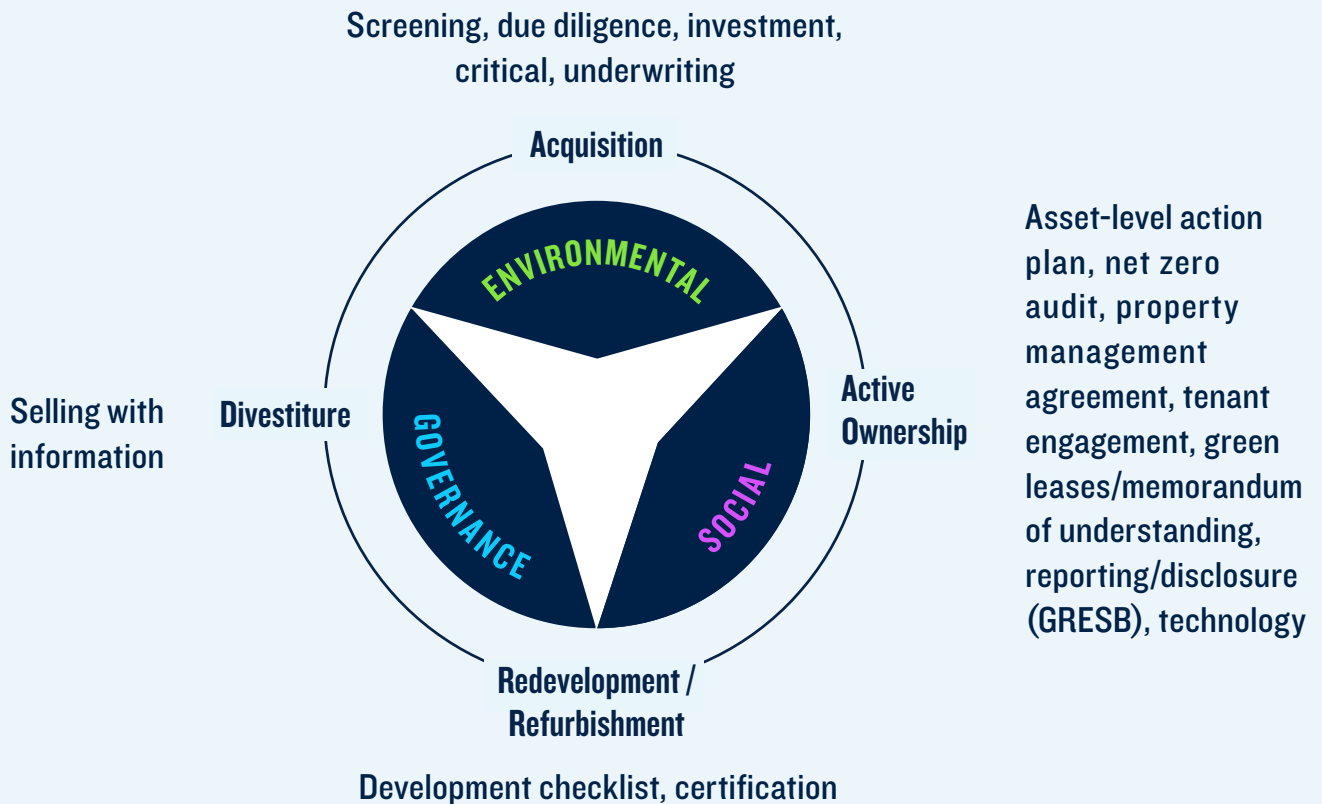 Screening, due diligence, investment,
critical, underwriting
Acquisition
ENVIRONMENTAL
Asset-level action
plan, net zero
audit, property
management
agreement, tenant
engagement, green
leases/memorandum
of understanding,
reporting/disclosure
(GRESB), technology
Active
Ownership
Selling with
information
Divestiture
GOVERNANCE
SOCIAL
Redevelopment /
Refurbishment
Development checklist, certification